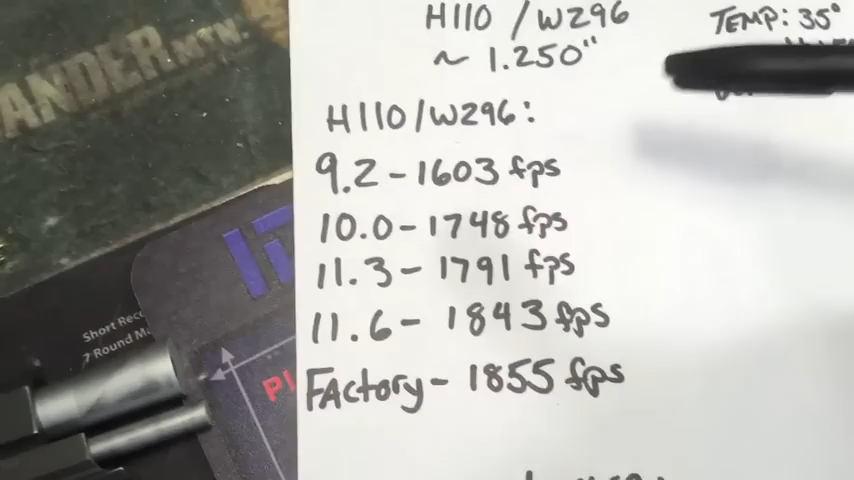 H110 / W296
~ 1.250"
TEMP: 35°
H110/W296:
9.2 - 1603 fps
10.0 - 1748 fps
11.3 - 1791 fps
11.6 - 1843 fps
Factory - 1855 fps
ANDER MTN.
Short Rec
7 Round M